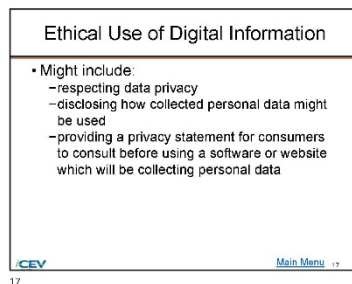 Ethical Use of Digital Information
• Might include:
–respecting data privacy
–disclosing how collected personal data might
be used
–providing a privacy statement for consumers
to consult before using a software or website
which will be collecting personal data
iCEV
Main Menu 17
17